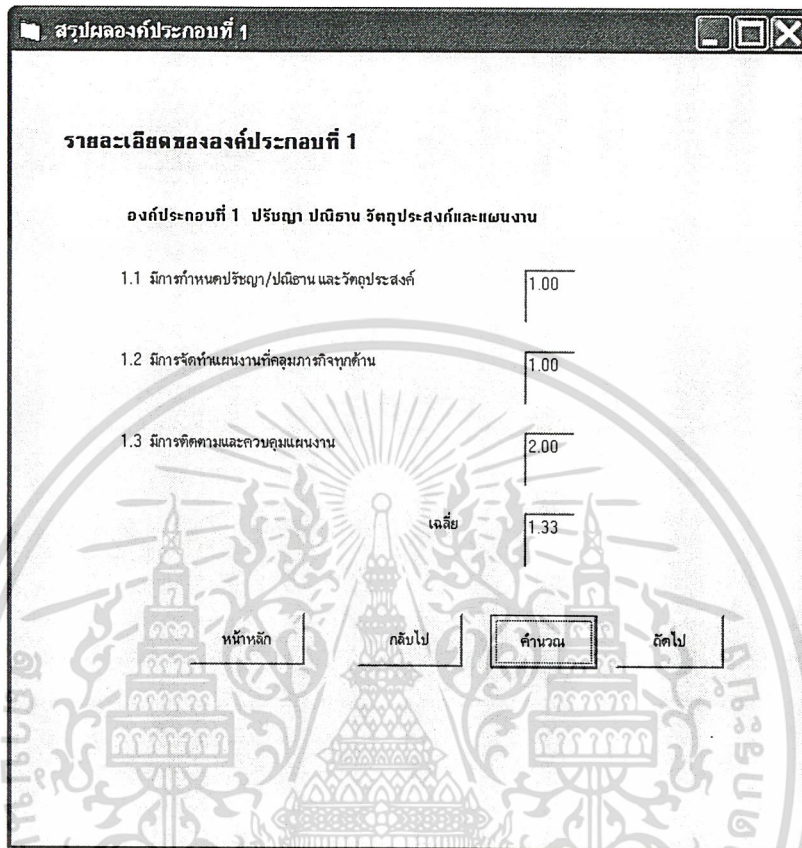 สรุปผลองค์ประกอบที่ 1
รายละเอียดขององค์ประกอบที่ 1
องค์ประกอบที่ 1 ปรัชญา ปณิธาน วัตถุประสงค์และแผนงาน
1.1 มีการกำหนดปรัชญา/ปณิธาน และวัตถุประสงค์ 1.00
1.2 มีการจัดทำแผนงานที่คลุมภารกิจทุกด้าน 1.00
1.3 มีการติดตามและควบคุมแผนงาน 2.00
เฉลี่ย 1.33
หน้าหลัก กลับไป คำนวณ ถัดไป